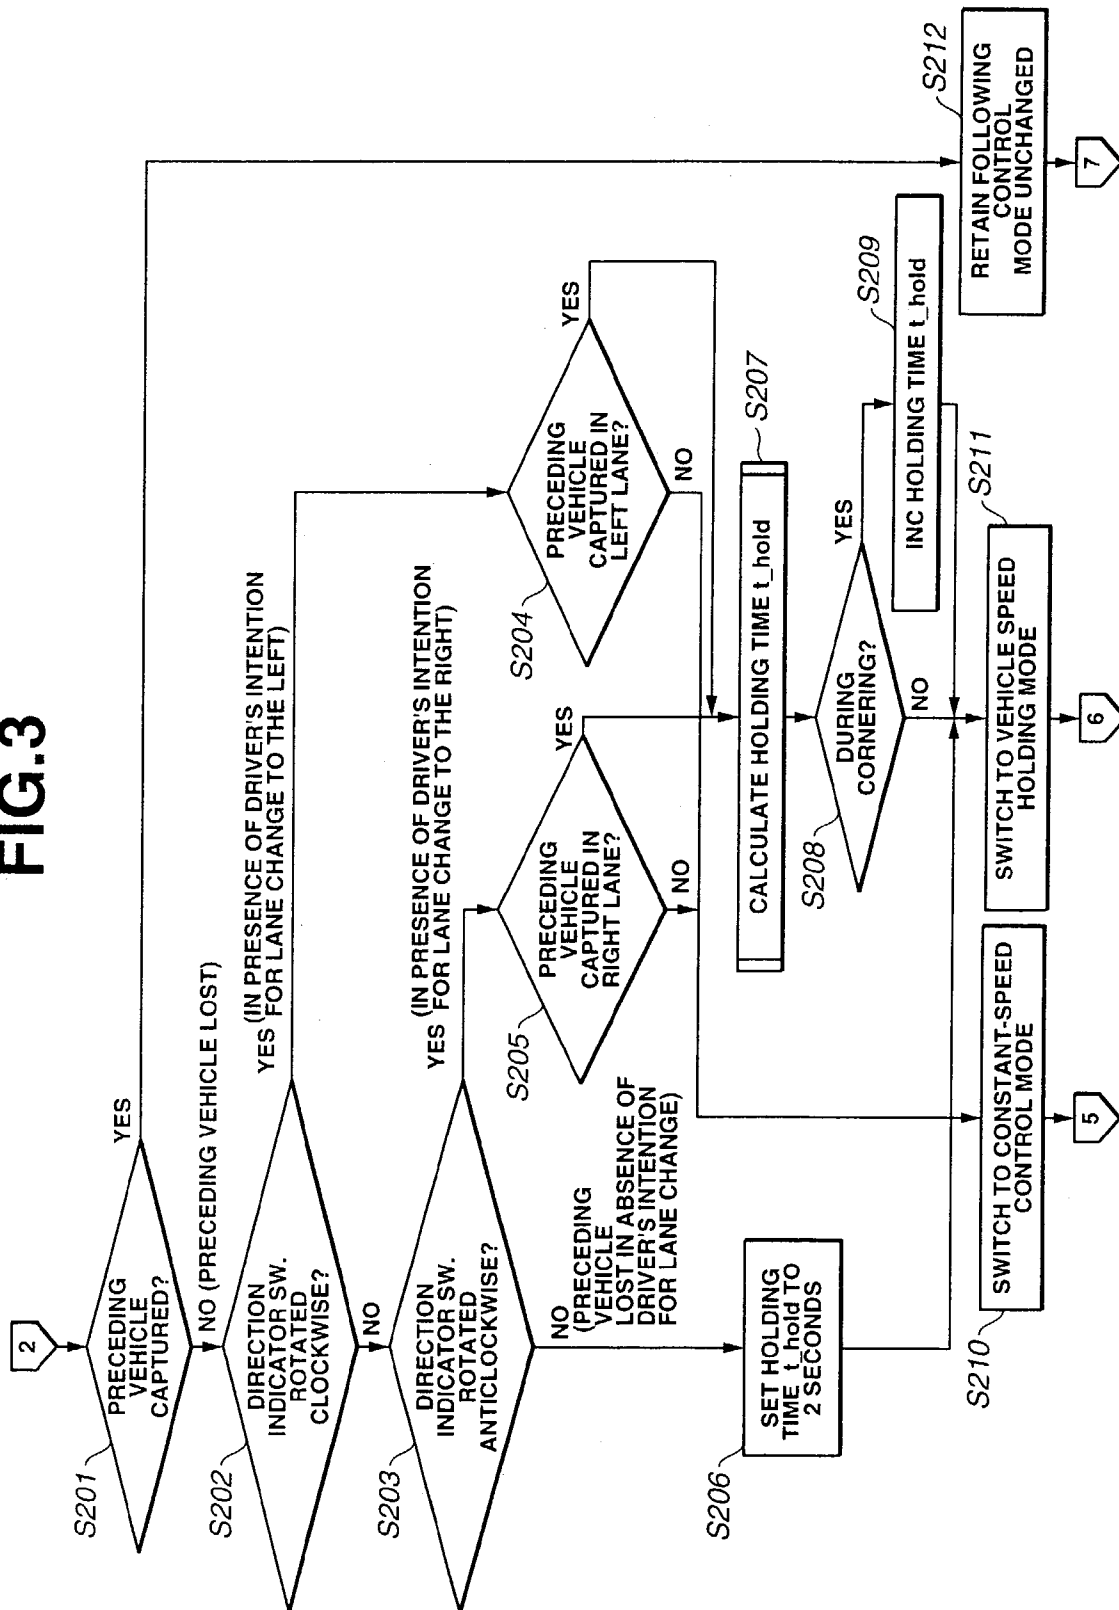 FIG.3
2
S201
PRECEDING
VEHICLE
CAPTURED?
YES
NO (PRECEDING VEHICLE LOST)
S202
DIRECTION
INDICATOR SW.
ROTATED
CLOCKWISE?
YES (IN PRESENCE OF DRIVER'S INTENTION
FOR LANE CHANGE TO THE LEFT)
NO
S203
DIRECTION
INDICATOR SW.
ROTATED
ANTICLOCKWISE?
YES (IN PRESENCE OF DRIVER'S INTENTION
FOR LANE CHANGE TO THE RIGHT)
NO
(PRECEDING
VEHICLE
LOST IN ABSENCE OF
DRIVER'S INTENTION
FOR LANE CHANGE)
S204
PRECEDING
VEHICLE
CAPTURED IN
LEFT LANE?
YES
NO
S205
PRECEDING
VEHICLE
CAPTURED IN
RIGHT LANE?
YES
NO
S206
SET HOLDING
TIME t_hold TO
2 SECONDS
S207
CALCULATE HOLDING TIME t_hold
S208
DURING
CORNERING?
YES
NO
S209
INC HOLDING TIME t_hold
S210
SWITCH TO CONSTANT-SPEED
CONTROL MODE
5
S211
SWITCH TO VEHICLE SPEED
HOLDING MODE
6
S212
RETAIN FOLLOWING
CONTROL
MODE UNCHANGED
7